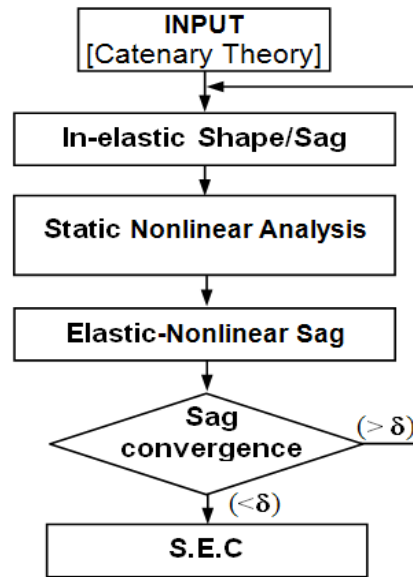 INPUT
[Catenary Theory]
In-elastic Shape/Sag
Static Nonlinear Analysis
Elastic-Nonlinear Sag
Sag
convergence
(> δ)
(<δ)
S.E.C